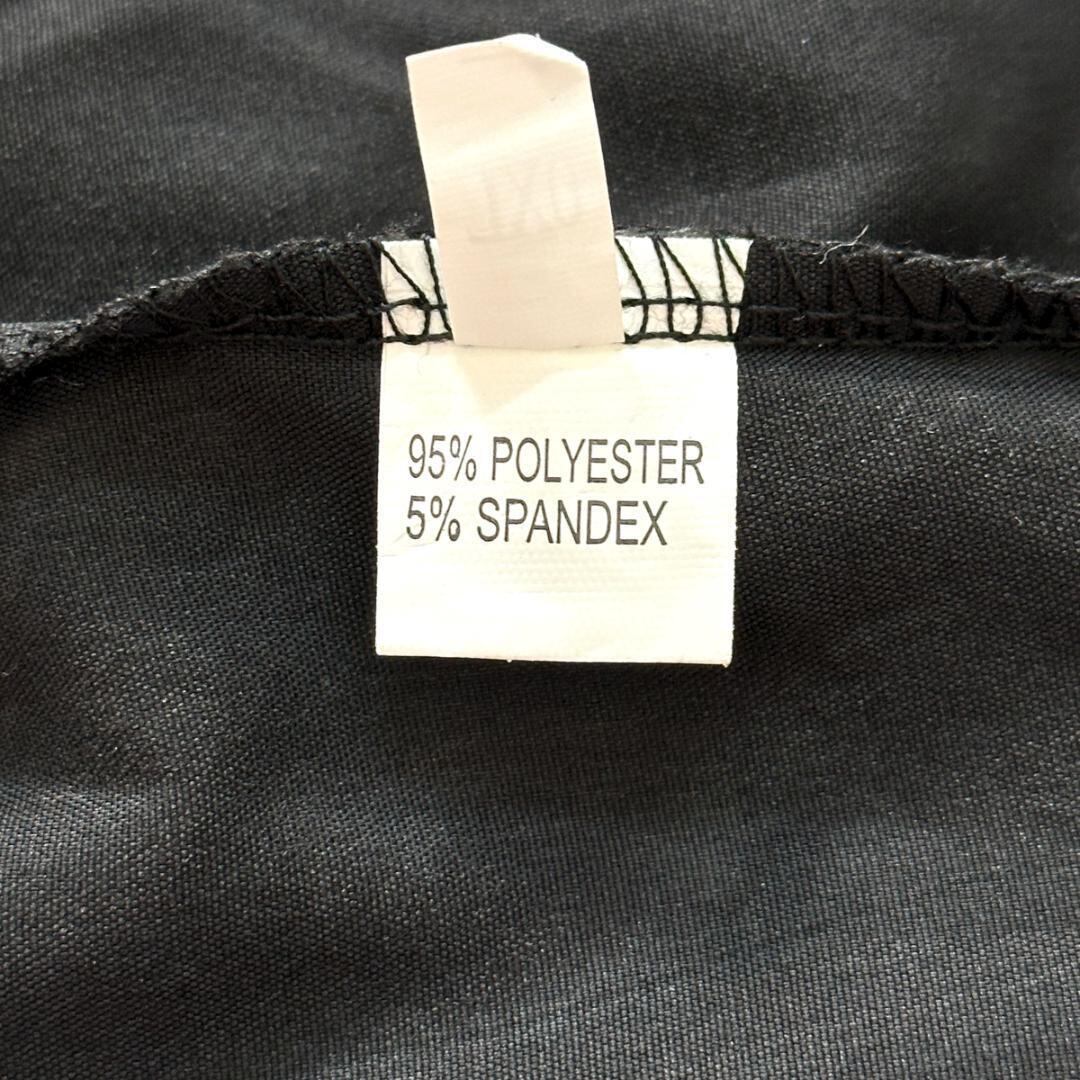 95% POLYESTER
5% SPANDEX